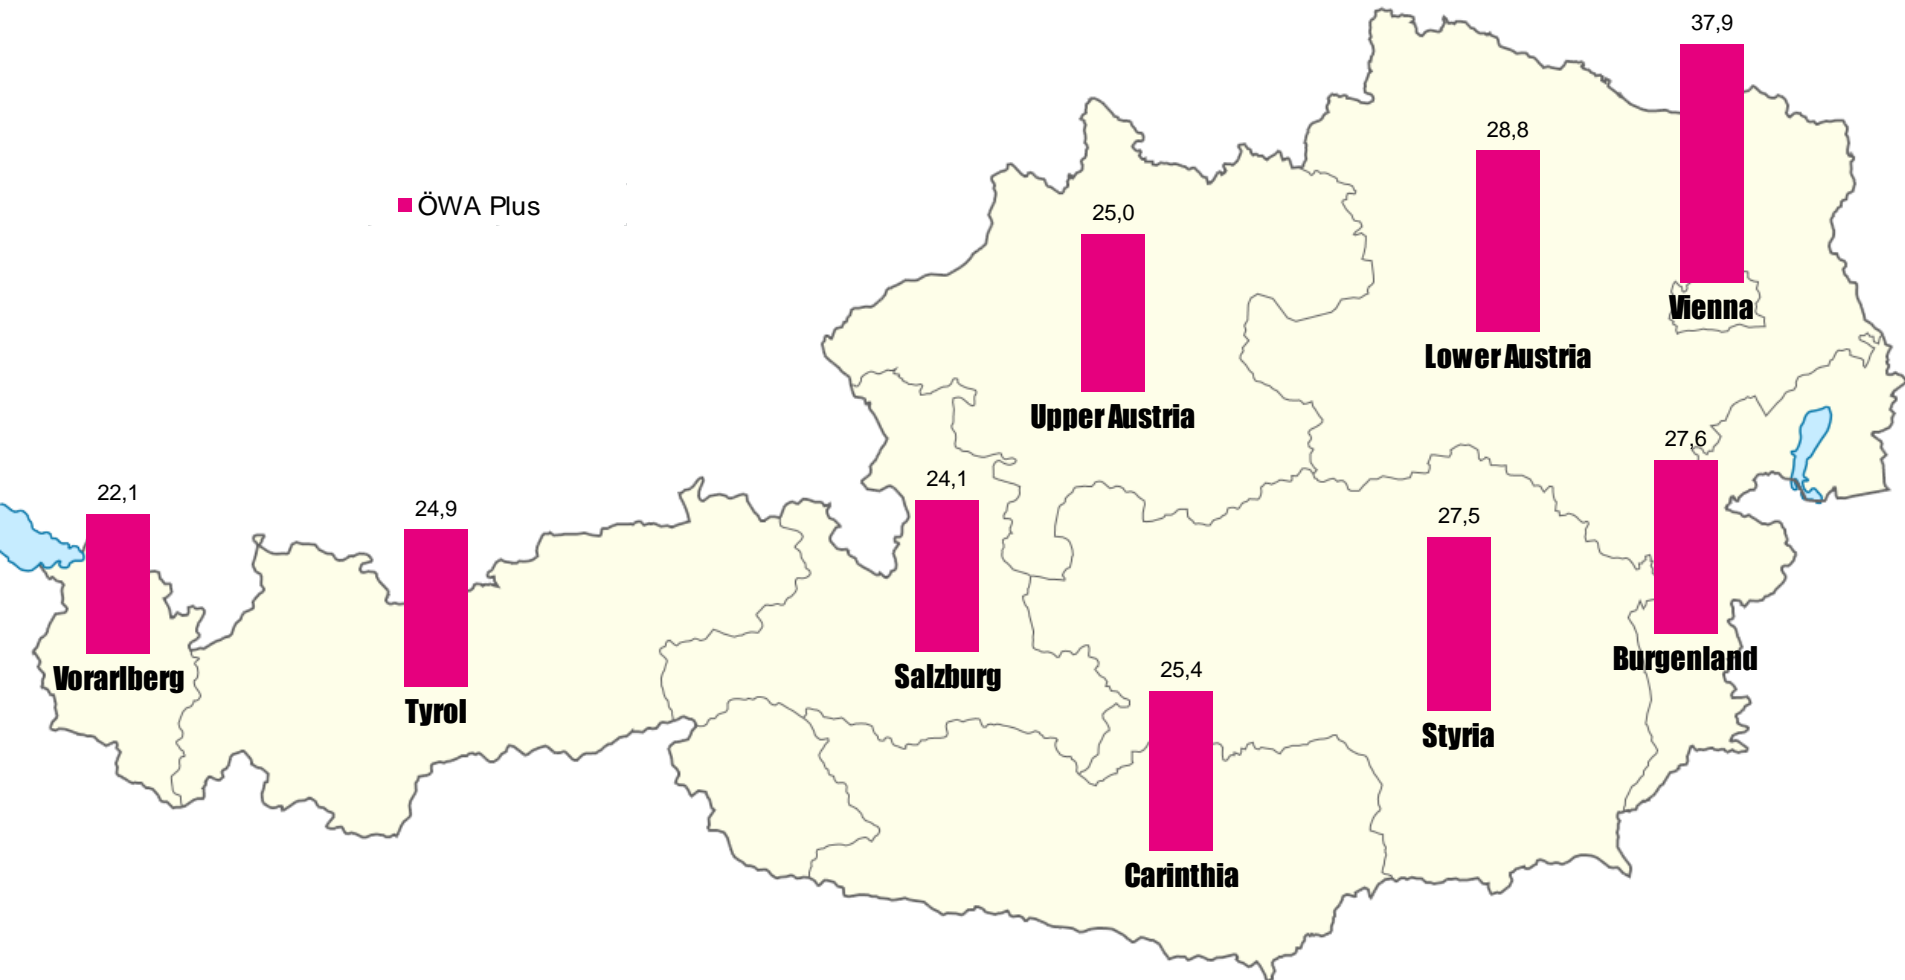 37,9
28,8
ÖWA Plus
25,0
Vienna
Lower Austria
Upper Austria
27,6
24,1
22,1
24,9
27,5
Burgenland
25,4
Salzburg
Vorarlberg
Tyrol
Styria
Carinthia